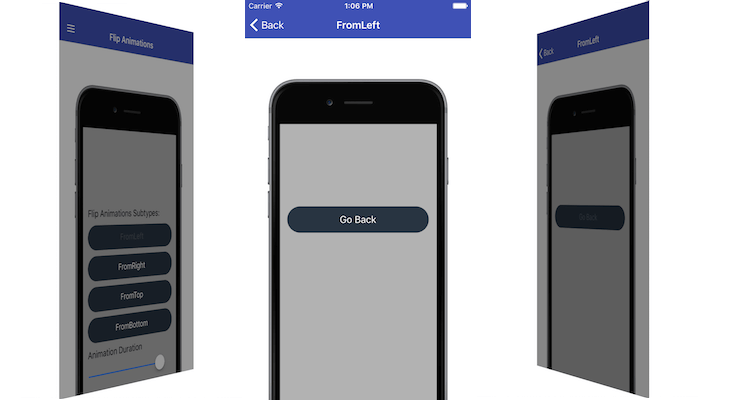 Flip Animations
Flip Animations Subtypes:
FromLeft
FromRight
FromTop
FromBottom
Animation Duration
Carrier 1:06 PM
Back FromLeft
Go Back
Back FromLeft
Go Back